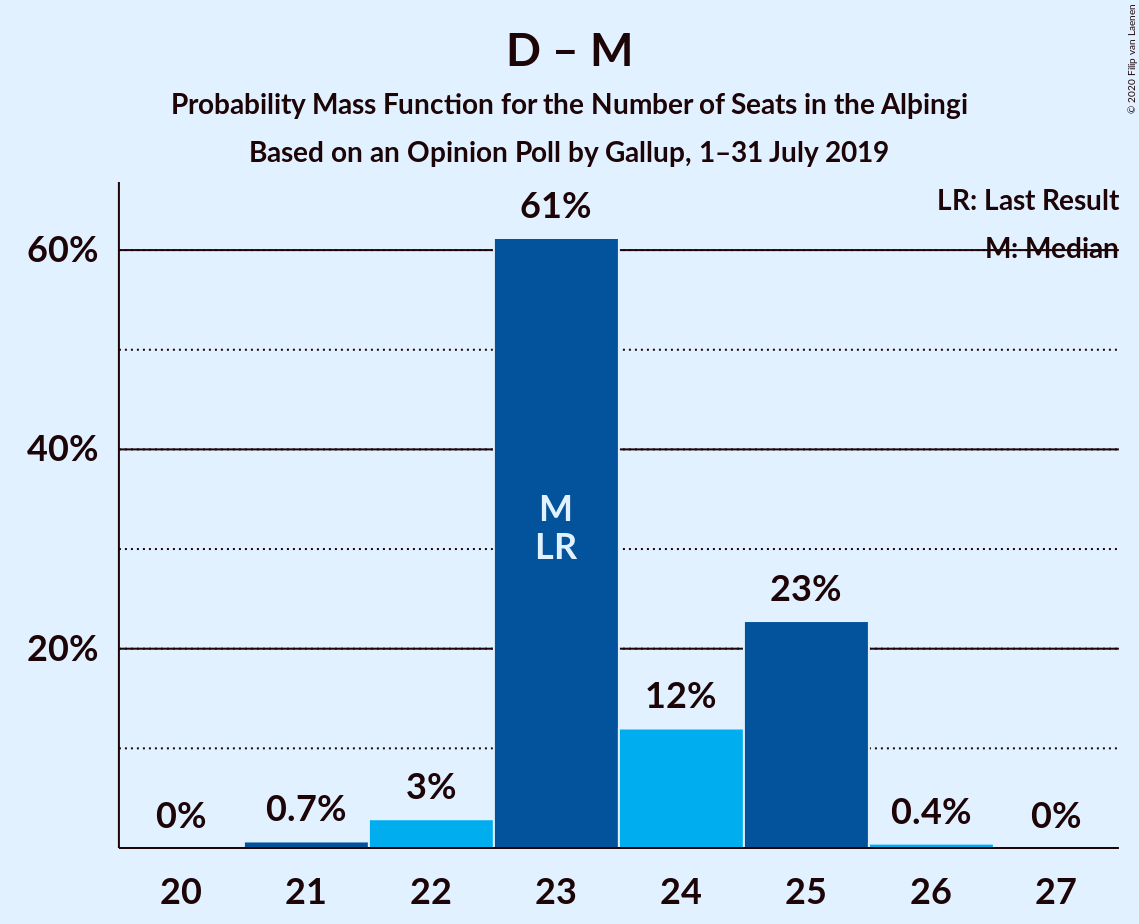 D – M
Probability Mass Function for the Number of Seats in the Alþingi
Based on an Opinion Poll by Gallup, 1–31 July 2019
© 2020 Filip van Laenen
LR: Last Result
M: Median
60%
40%
20%
0%
0.7%
3%
61%
M
LR
12%
23%
0.4%
0%
20 21 22 23 24 25 26 27